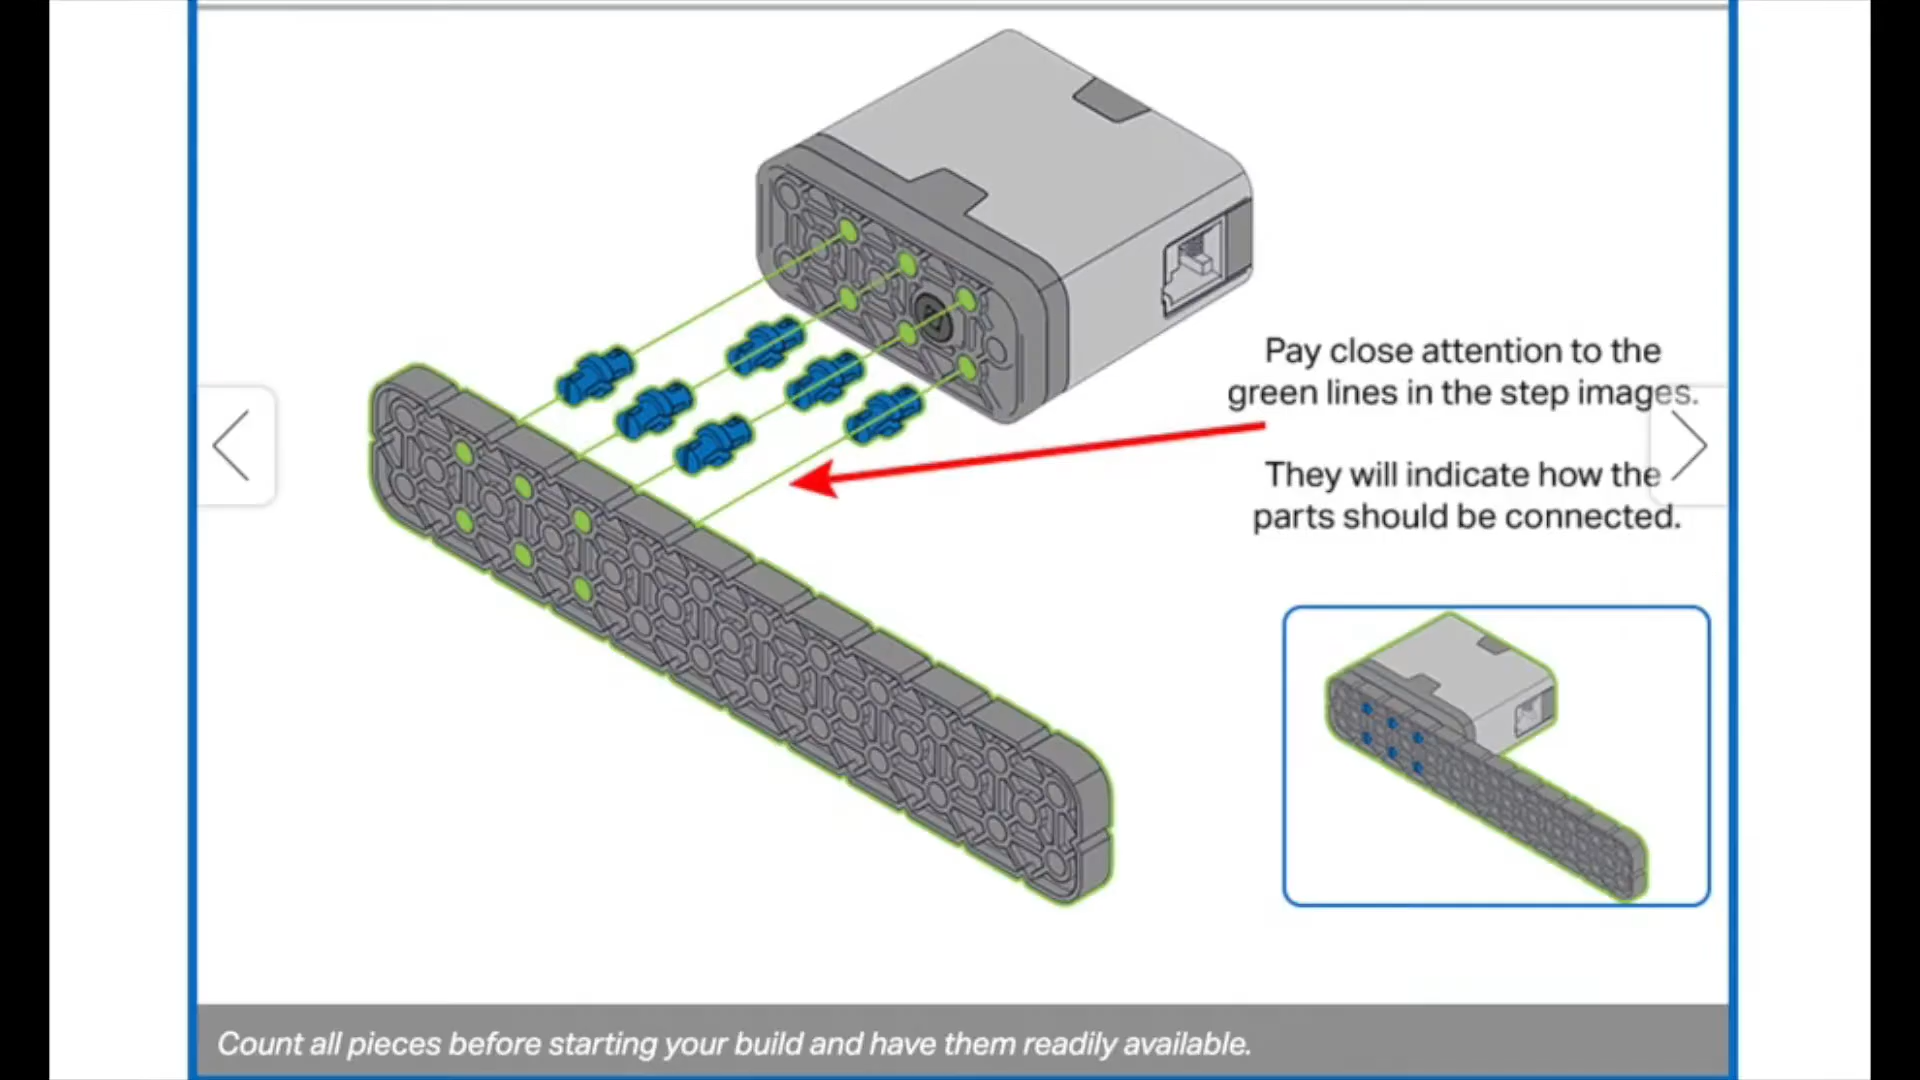 Pay close attention to the
green lines in the step images.
They will indicate how the
parts should be connected.
Count all pieces before starting your build and have them readily available.